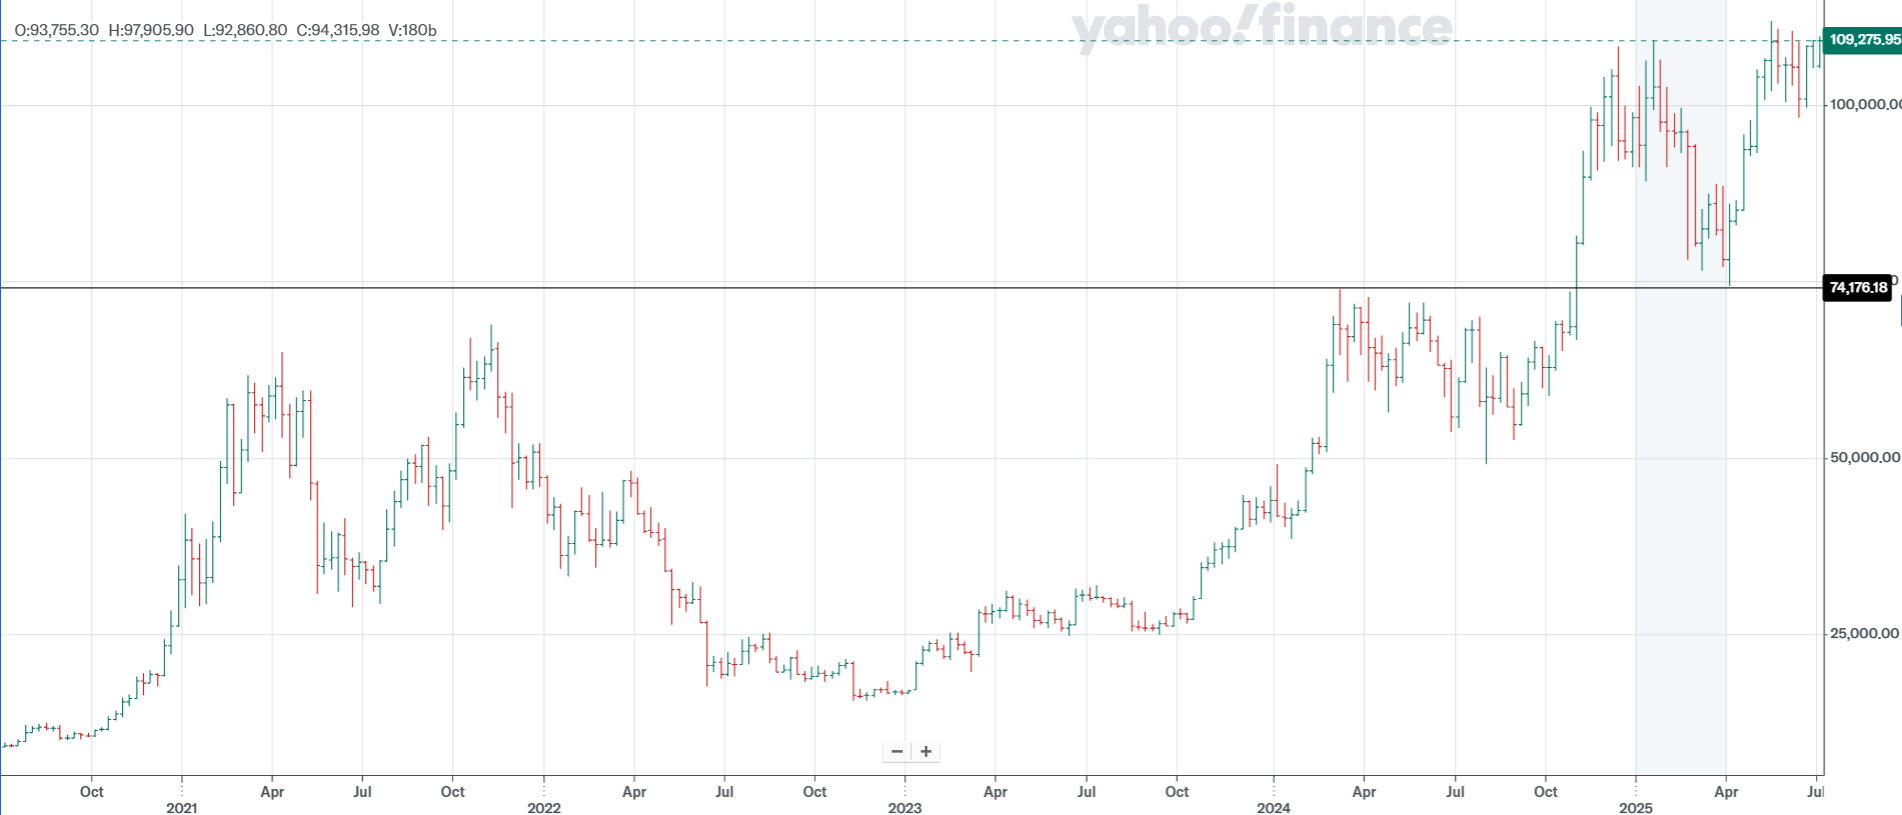 O:93,755.30 H:97,905.90 L:92,860.80 C:94,315.98 V:180b
yahoo!finance
109,275.95
100,000.00
74,176.18
50,000.00
25,000.00
− +
Oct Apr Jul Oct Apr Jul Oct Apr Jul Oct Apr Jul Oct Apr Jul
2021 2022 2023 2024 2025